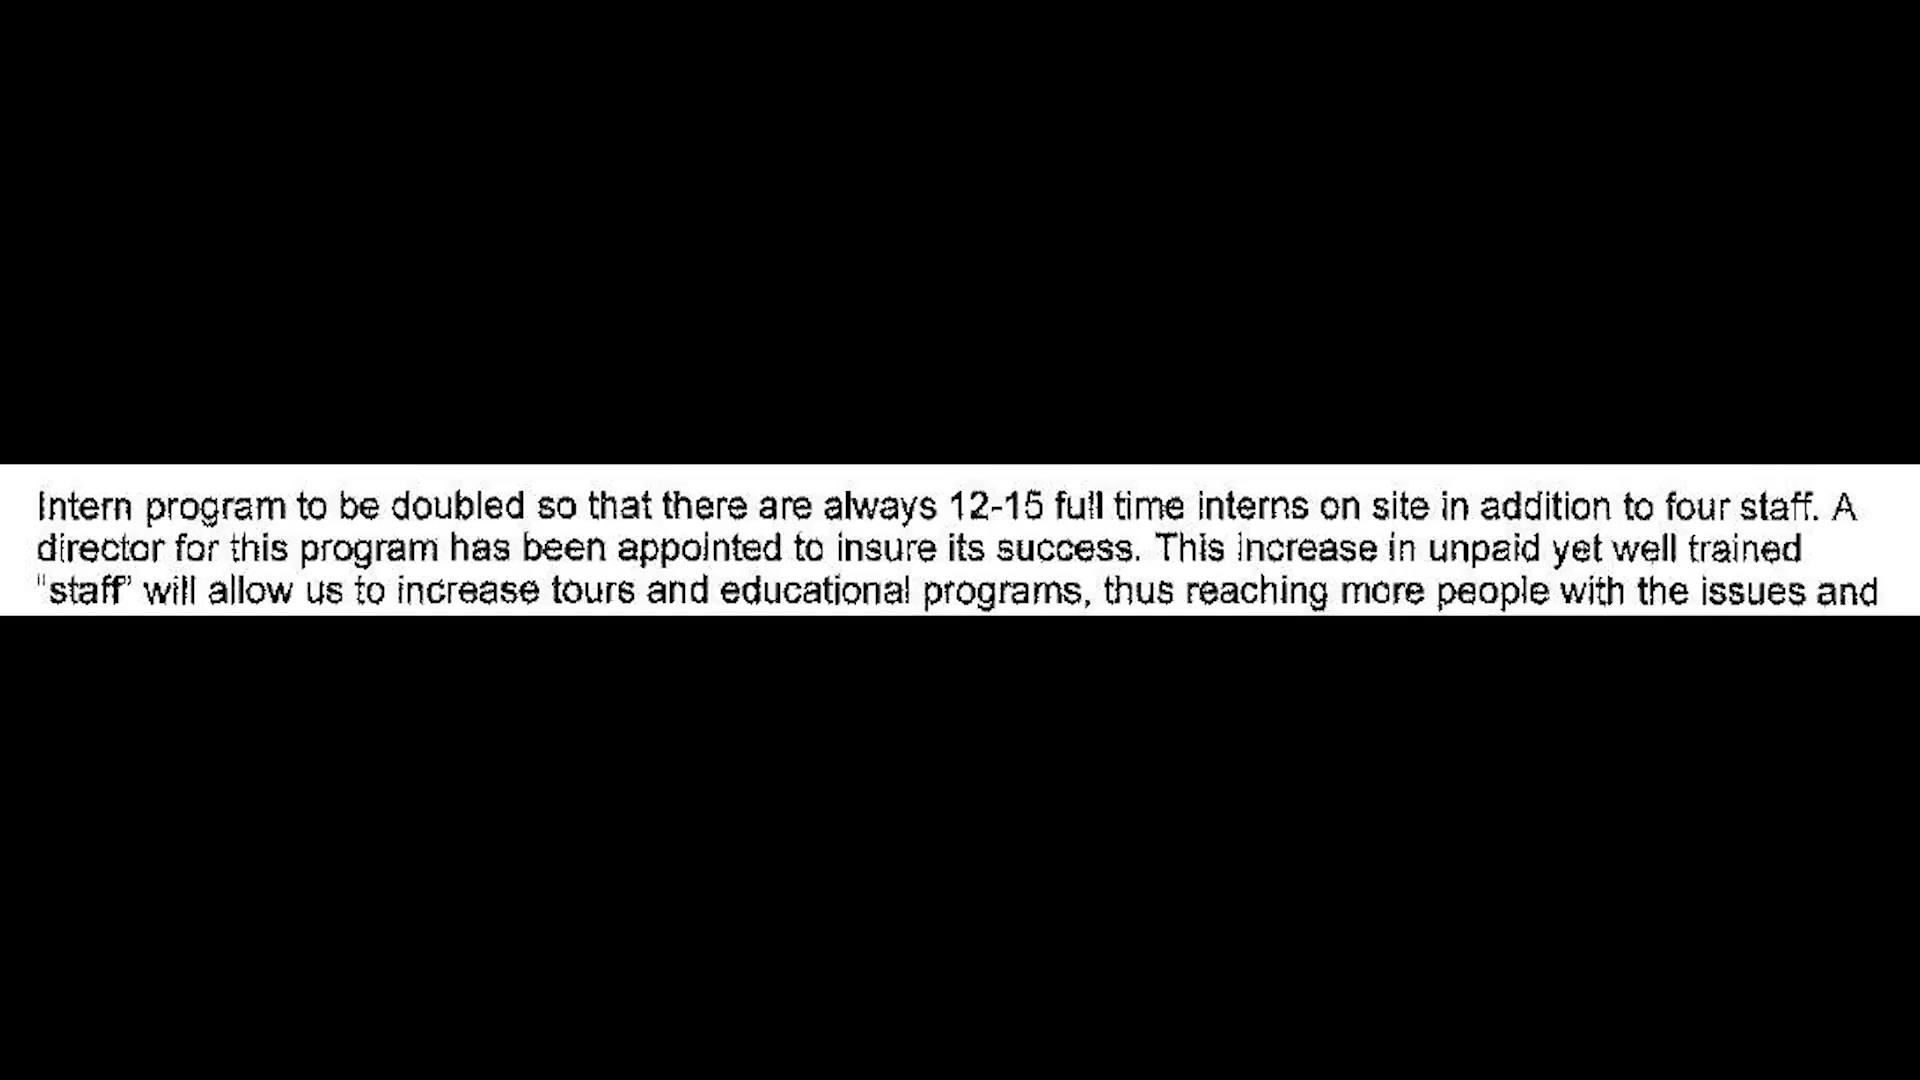 Intern program to be doubled so that there are always 12-15 full time interns on site in addition to four staff. A
director for this program has been appointed to insure its success. This increase in unpaid yet well trained
"staff" will allow us to increase tours and educational programs, thus reaching more people with the issues and